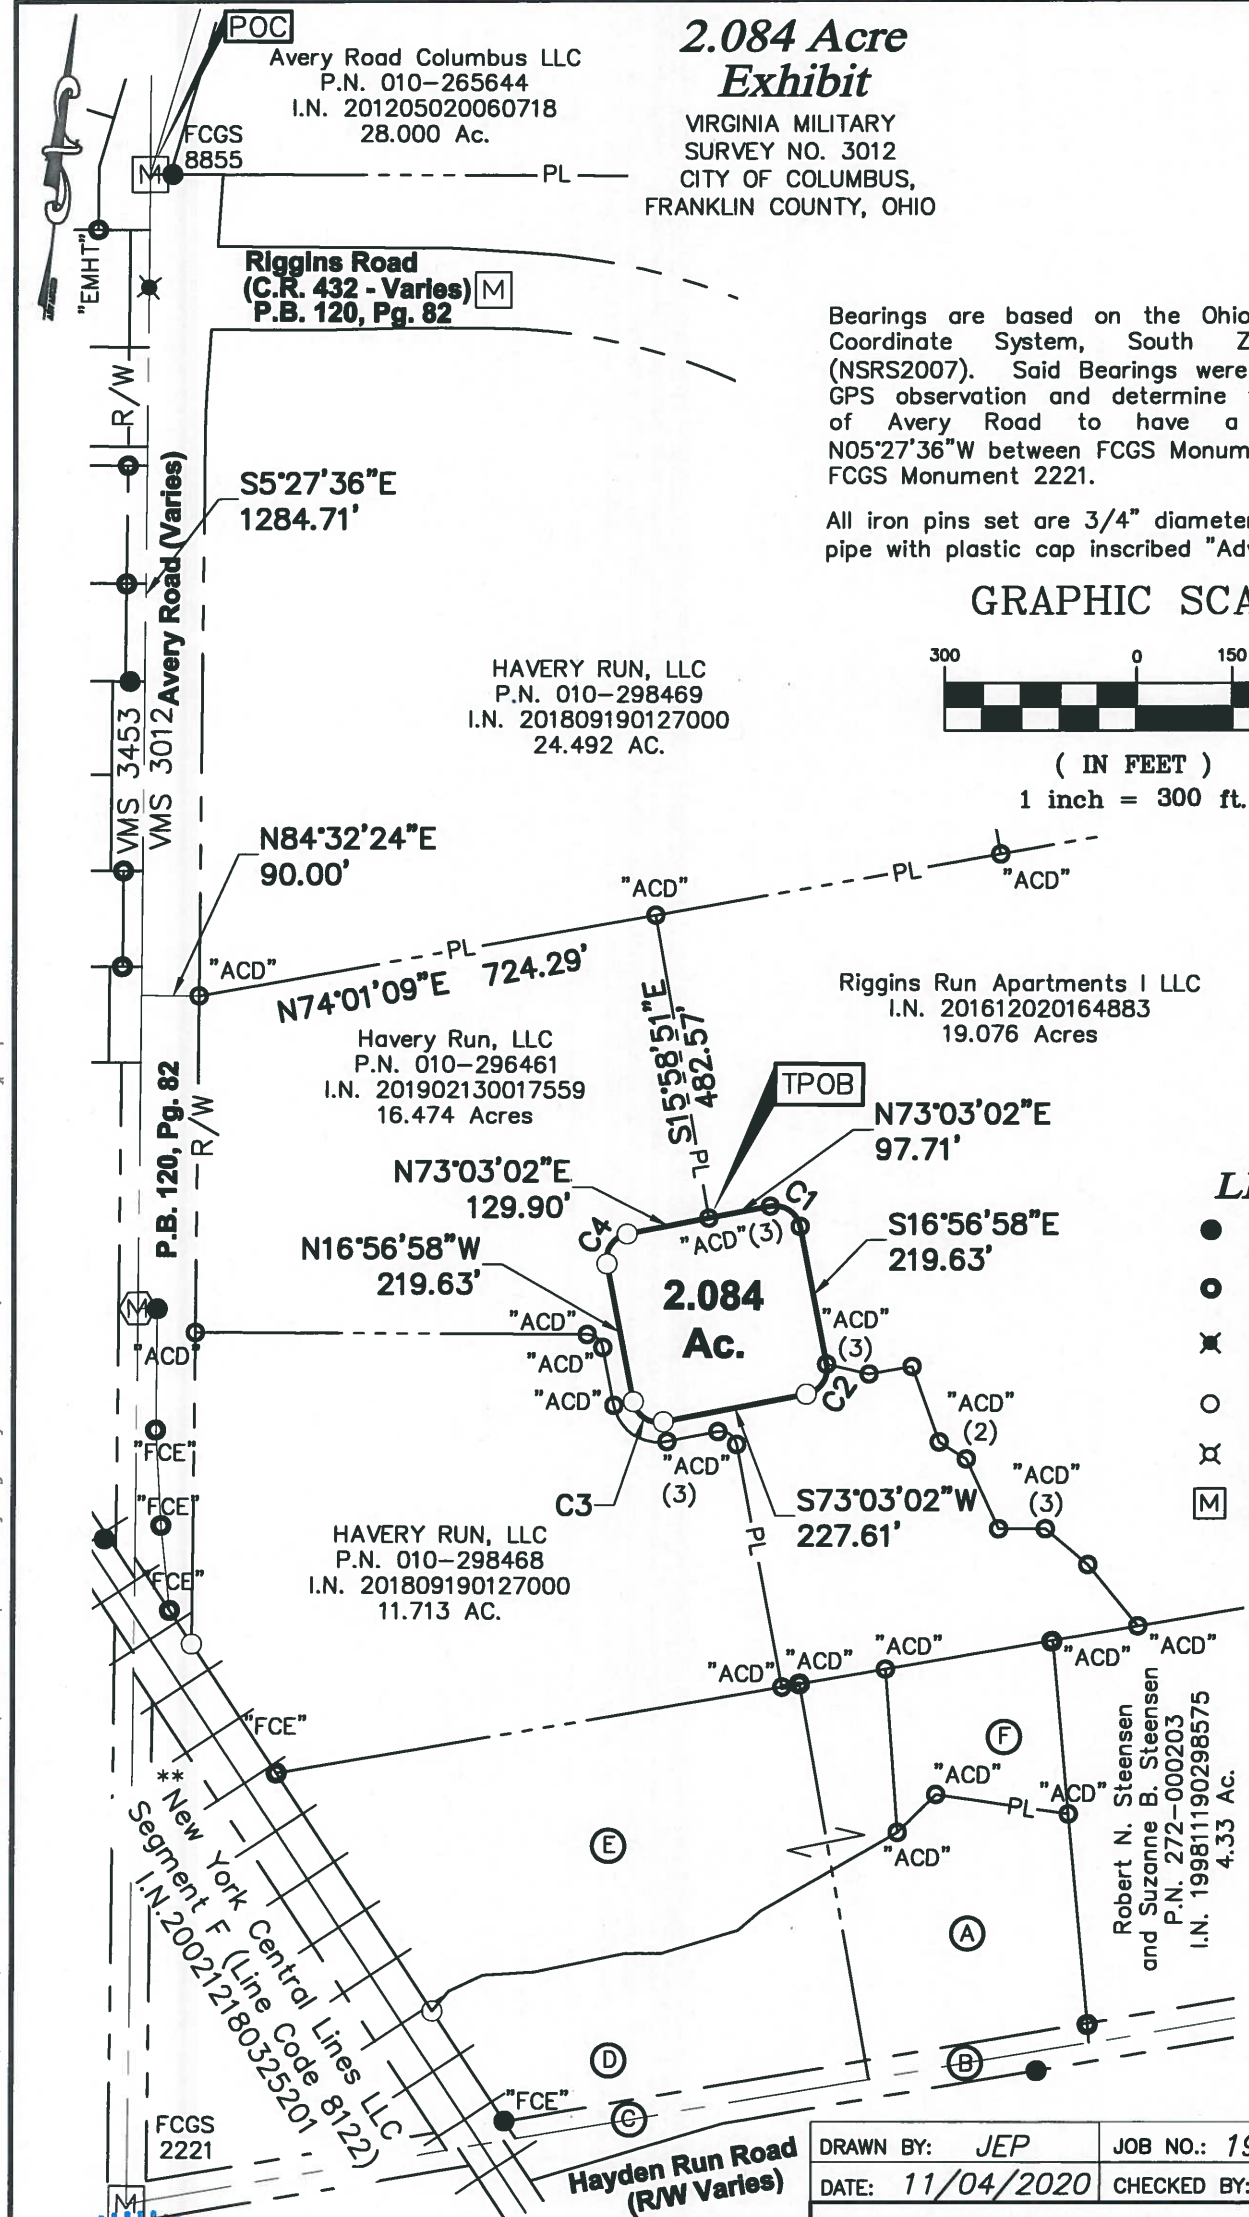 POC
2.084 Acre
Exhibit
VIRGINIA MILITARY
SURVEY NO. 3012
CITY OF COLUMBUS,
FRANKLIN COUNTY, OHIO
Avery Road Columbus LLC
P.N. 010-265644
I.N. 201205020060718
28.000 Ac.
FCGS
8855
M
PL
"EMHT"
Riggins Road
(C.R. 432 - Varies) M
P.B. 120, Pg. 82
Bearings are based on the Ohio
Coordinate System, South Z
(NSRS2007). Said Bearings were
GPS observation and determine
of Avery Road to have a
N05°27'36"W between FCGS Monum
FCGS Monument 2221.
All iron pins set are 3/4" diameter
pipe with plastic cap inscribed "Ad
GRAPHIC SCA
300 0 150
( IN FEET )
1 inch = 300 ft.
R/W
Avery Road (Varies)
S5°27'36"E
1284.71'
VMS 3453
VMS 3012
HAVERY RUN, LLC
P.N. 010-298469
I.N. 201809190127000
24.492 AC.
N84°32'24"E
90.00'
"ACD"
PL
"ACD"
"ACD"
PL
N74°01'09"E 724.29'
Riggins Run Apartments I LLC
I.N. 201612020164883
19.076 Acres
Havery Run, LLC
P.N. 010-296461
I.N. 201902130017559
16.474 Acres
S15°58'51"E
482.57'
PL
TPOB
P.B. 120, Pg. 82
R/W
N73°03'02"E
97.71'
N73°03'02"E
129.90'
C4
C1
"ACD"(3)
N16°56'58"W
219.63'
S16°56'58"E
219.63'
2.084
Ac.
LE
M
"ACD"
"ACD"
"ACD"
"ACD"
"ACD"
(3)
C2
"ACD"
(2)
"ACD"
(3)
"ACD"
(3)
C3
S73°03'02"W
227.61'
M
"FCE"
"FCE"
"FCE"
PL
HAVERY RUN, LLC
P.N. 010-298468
I.N. 201809190127000
11.713 AC.
"ACD"
"ACD"
"ACD"
"ACD"
"ACD"
"FCE"
F
"ACD"
PL
"ACD"
"ACD"
E
A
Robert N. Steensen
and Suzanne B. Steensen
P.N. 272-000203
I.N. 199811190298575
4.33 Ac.
**New York Central Lines LLC
Segment F (Line Code 8122)
I.N.200212180325201
D
B
"FCE"
C
FCGS
2221
M
Hayden Run Road
(R/W Varies)
DRAWN BY: JEP
JOB NO.: 19
DATE: 11/04/2020
CHECKED BY: